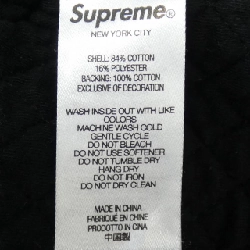 Supreme®
NEW YORK CITY
SHELL: 84% COTTON
16% POLYESTER
BACKING: 100% COTTON
EXCLUSIVE OF DECORATION
WASH INSIDE OUT WITH LIKE
COLORS
MACHINE WASH COLD
GENTLE CYCLE
DO NOT BLEACH
DO NOT USE SOFTENER
DO NOT TUMBLE DRY
HANG DRY
DO NOT IRON
DO NOT DRY CLEAN
MADE IN CHINA
FABRIQUÉ EN CHINE
PRODOTTO IN CINA
中国製